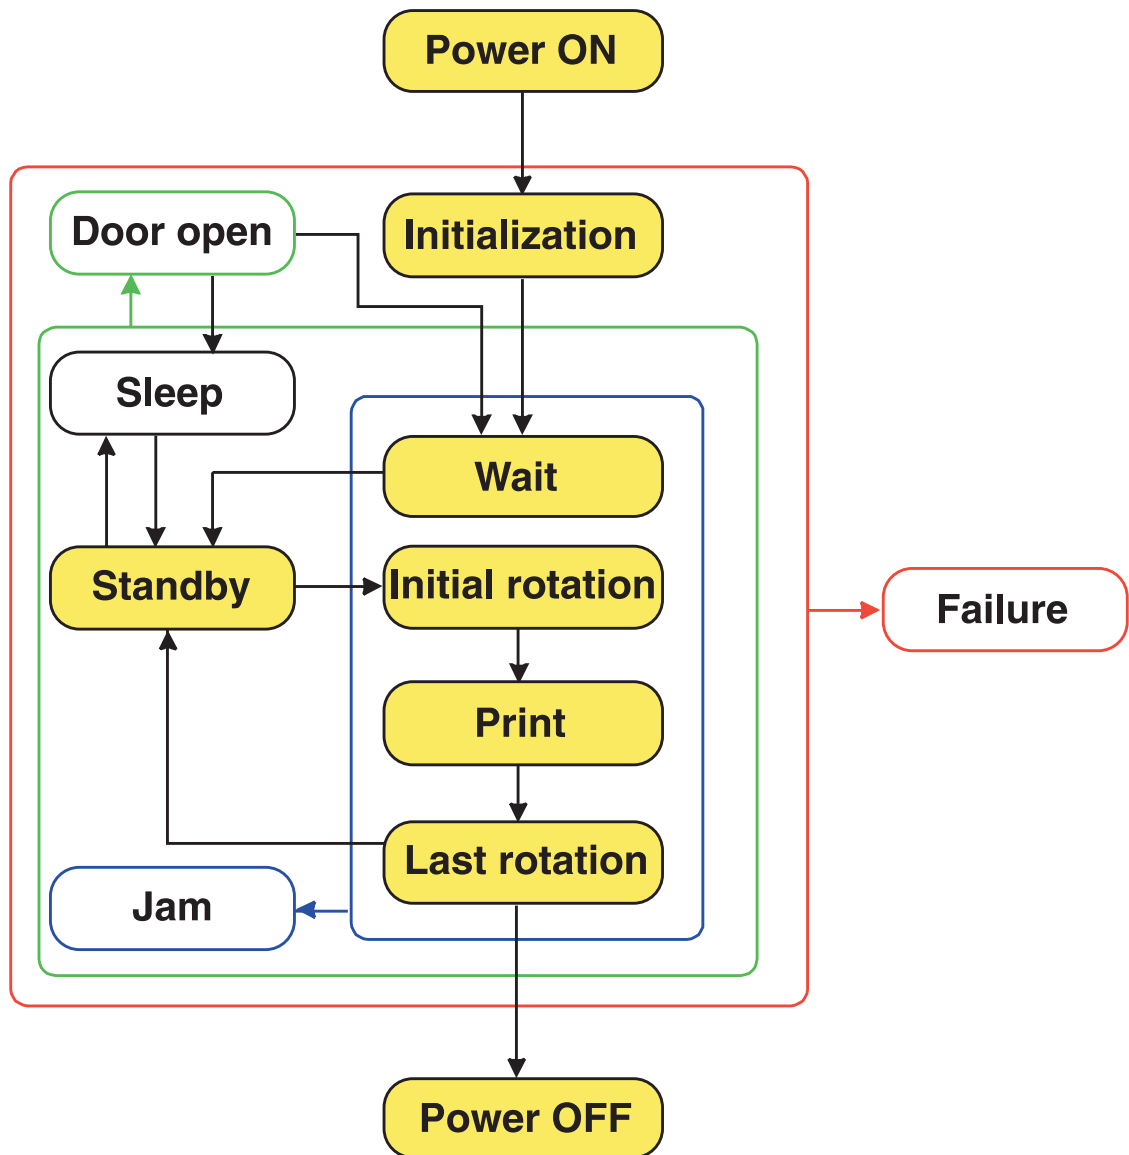 Power ON
Door open
Initialization
Sleep
Wait
Standby
Initial rotation
Failure
Print
Last rotation
Jam
Power OFF